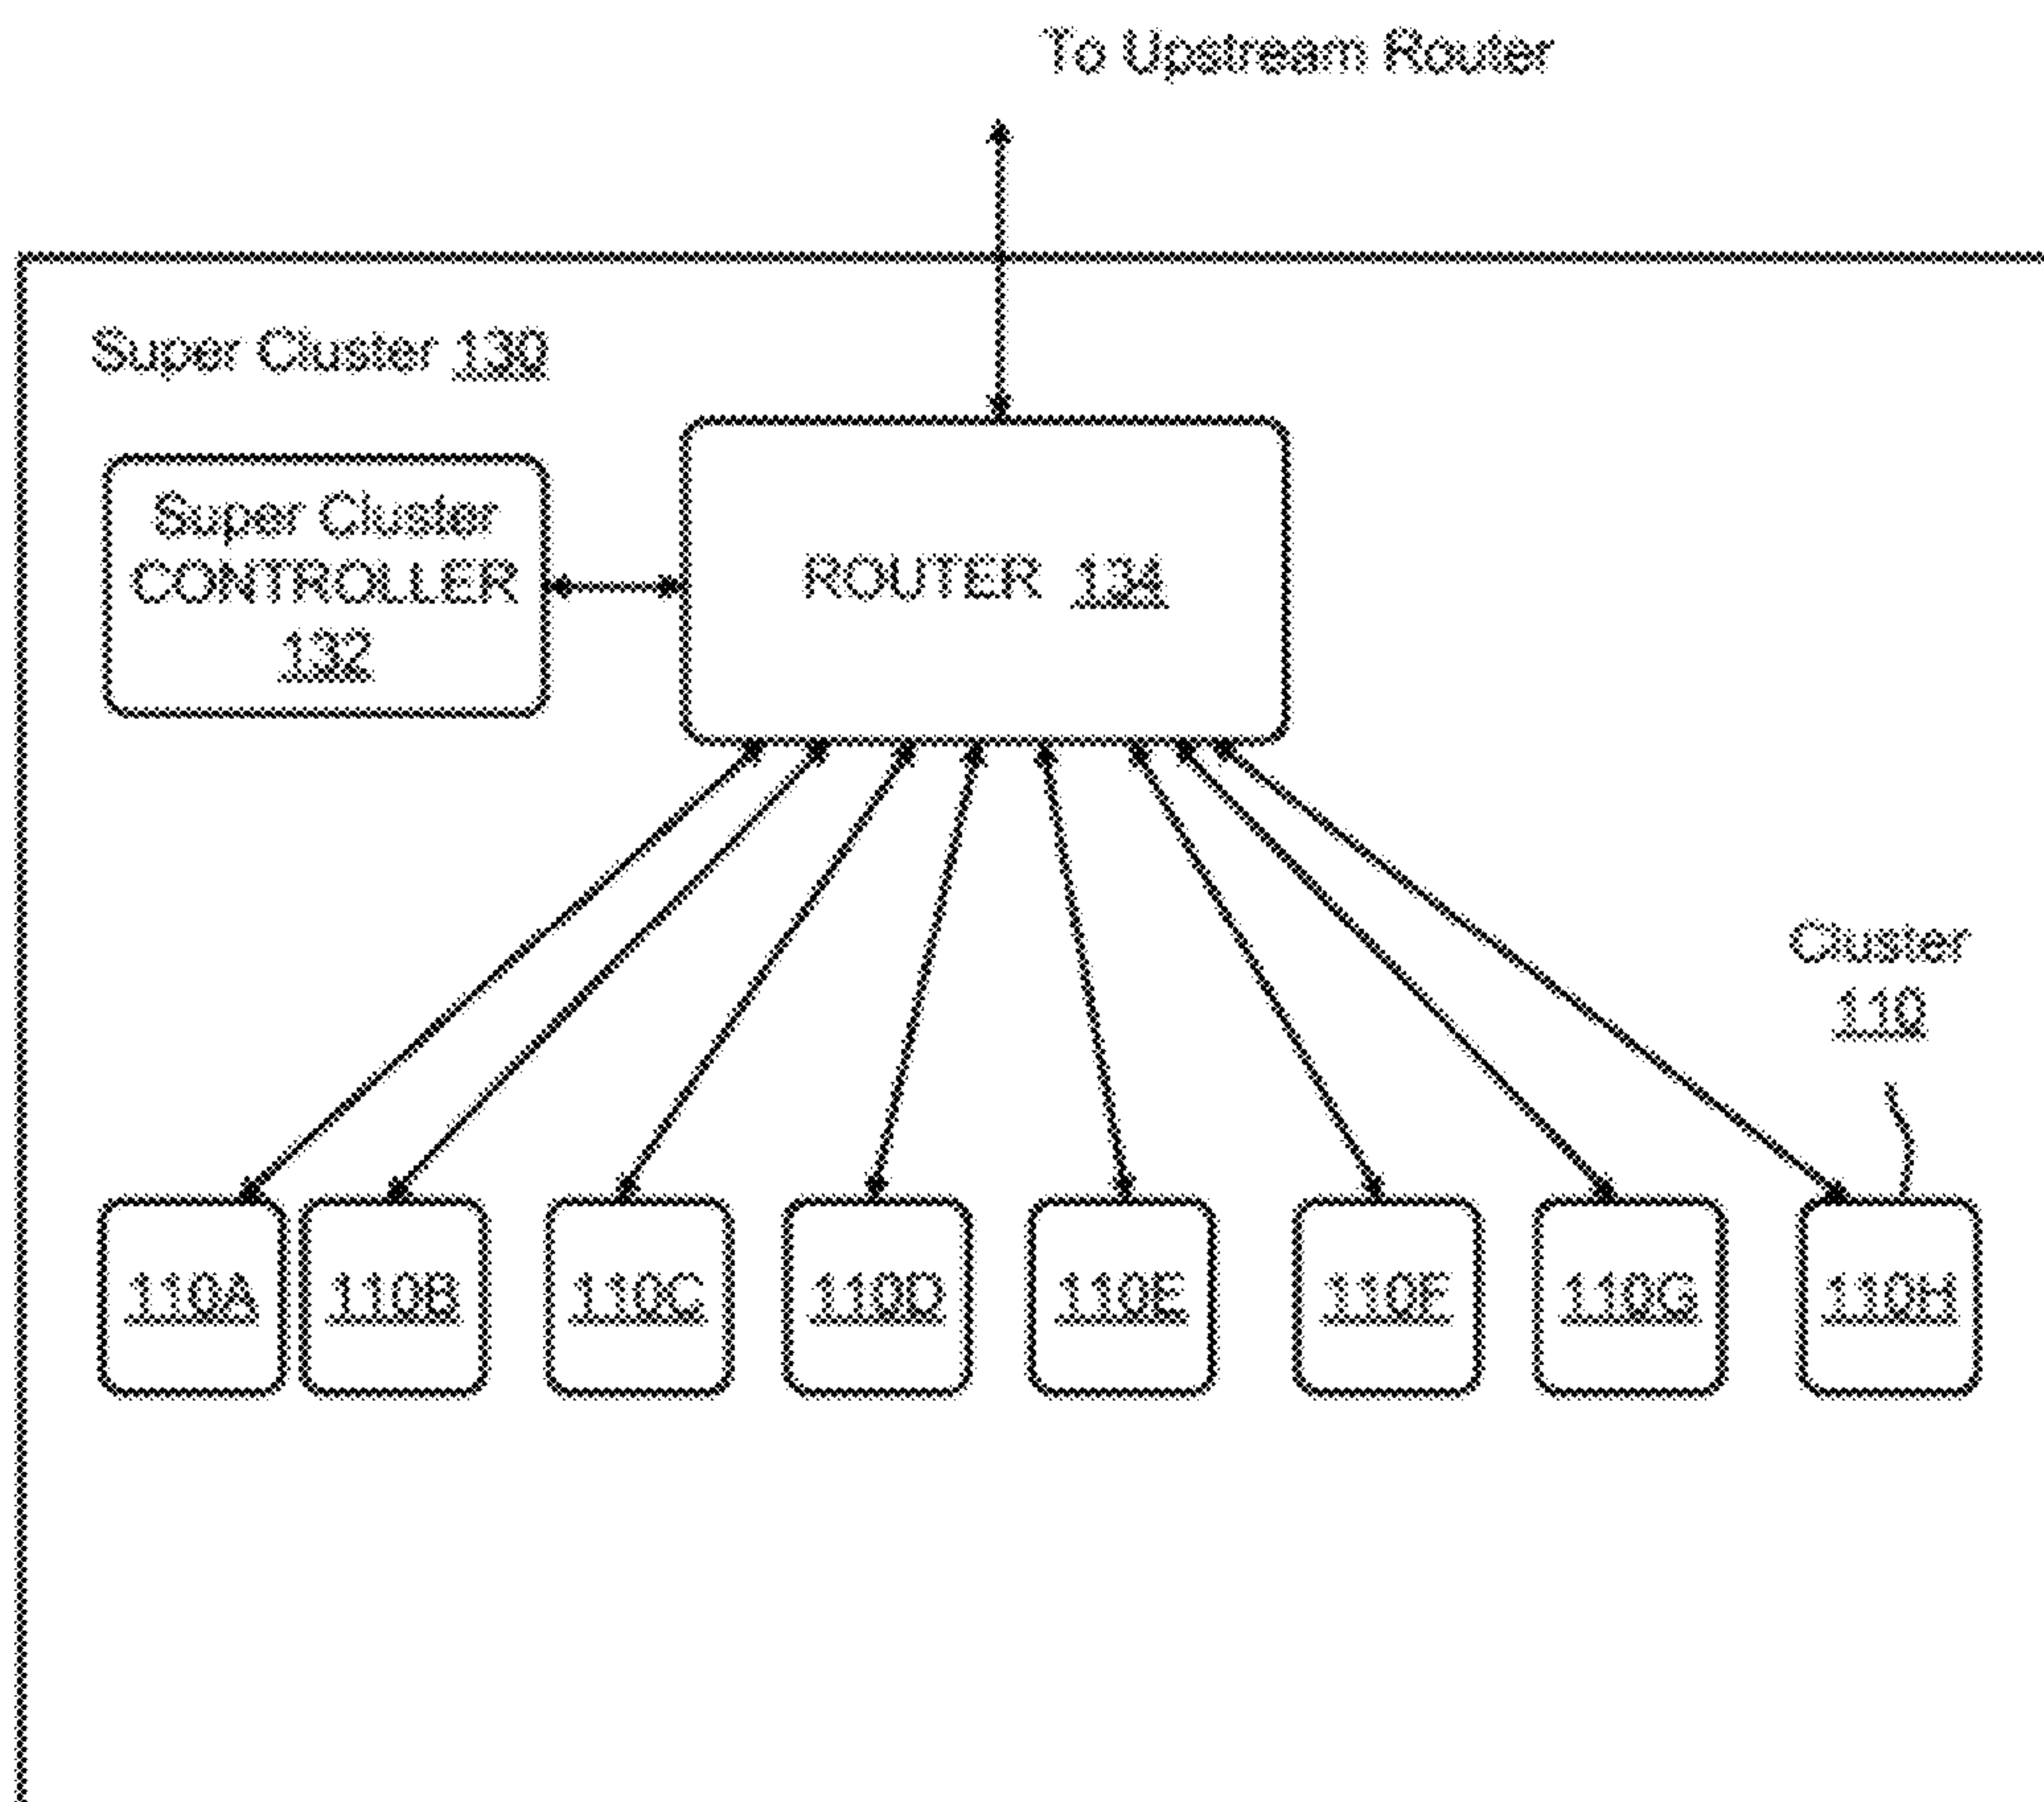 To Upstream Router
Super Cluster 130
Super Cluster
CONTROLLER
132
ROUTER 134
Cluster
110
110A 110B 110C 110D 110E 110F 110G 110H